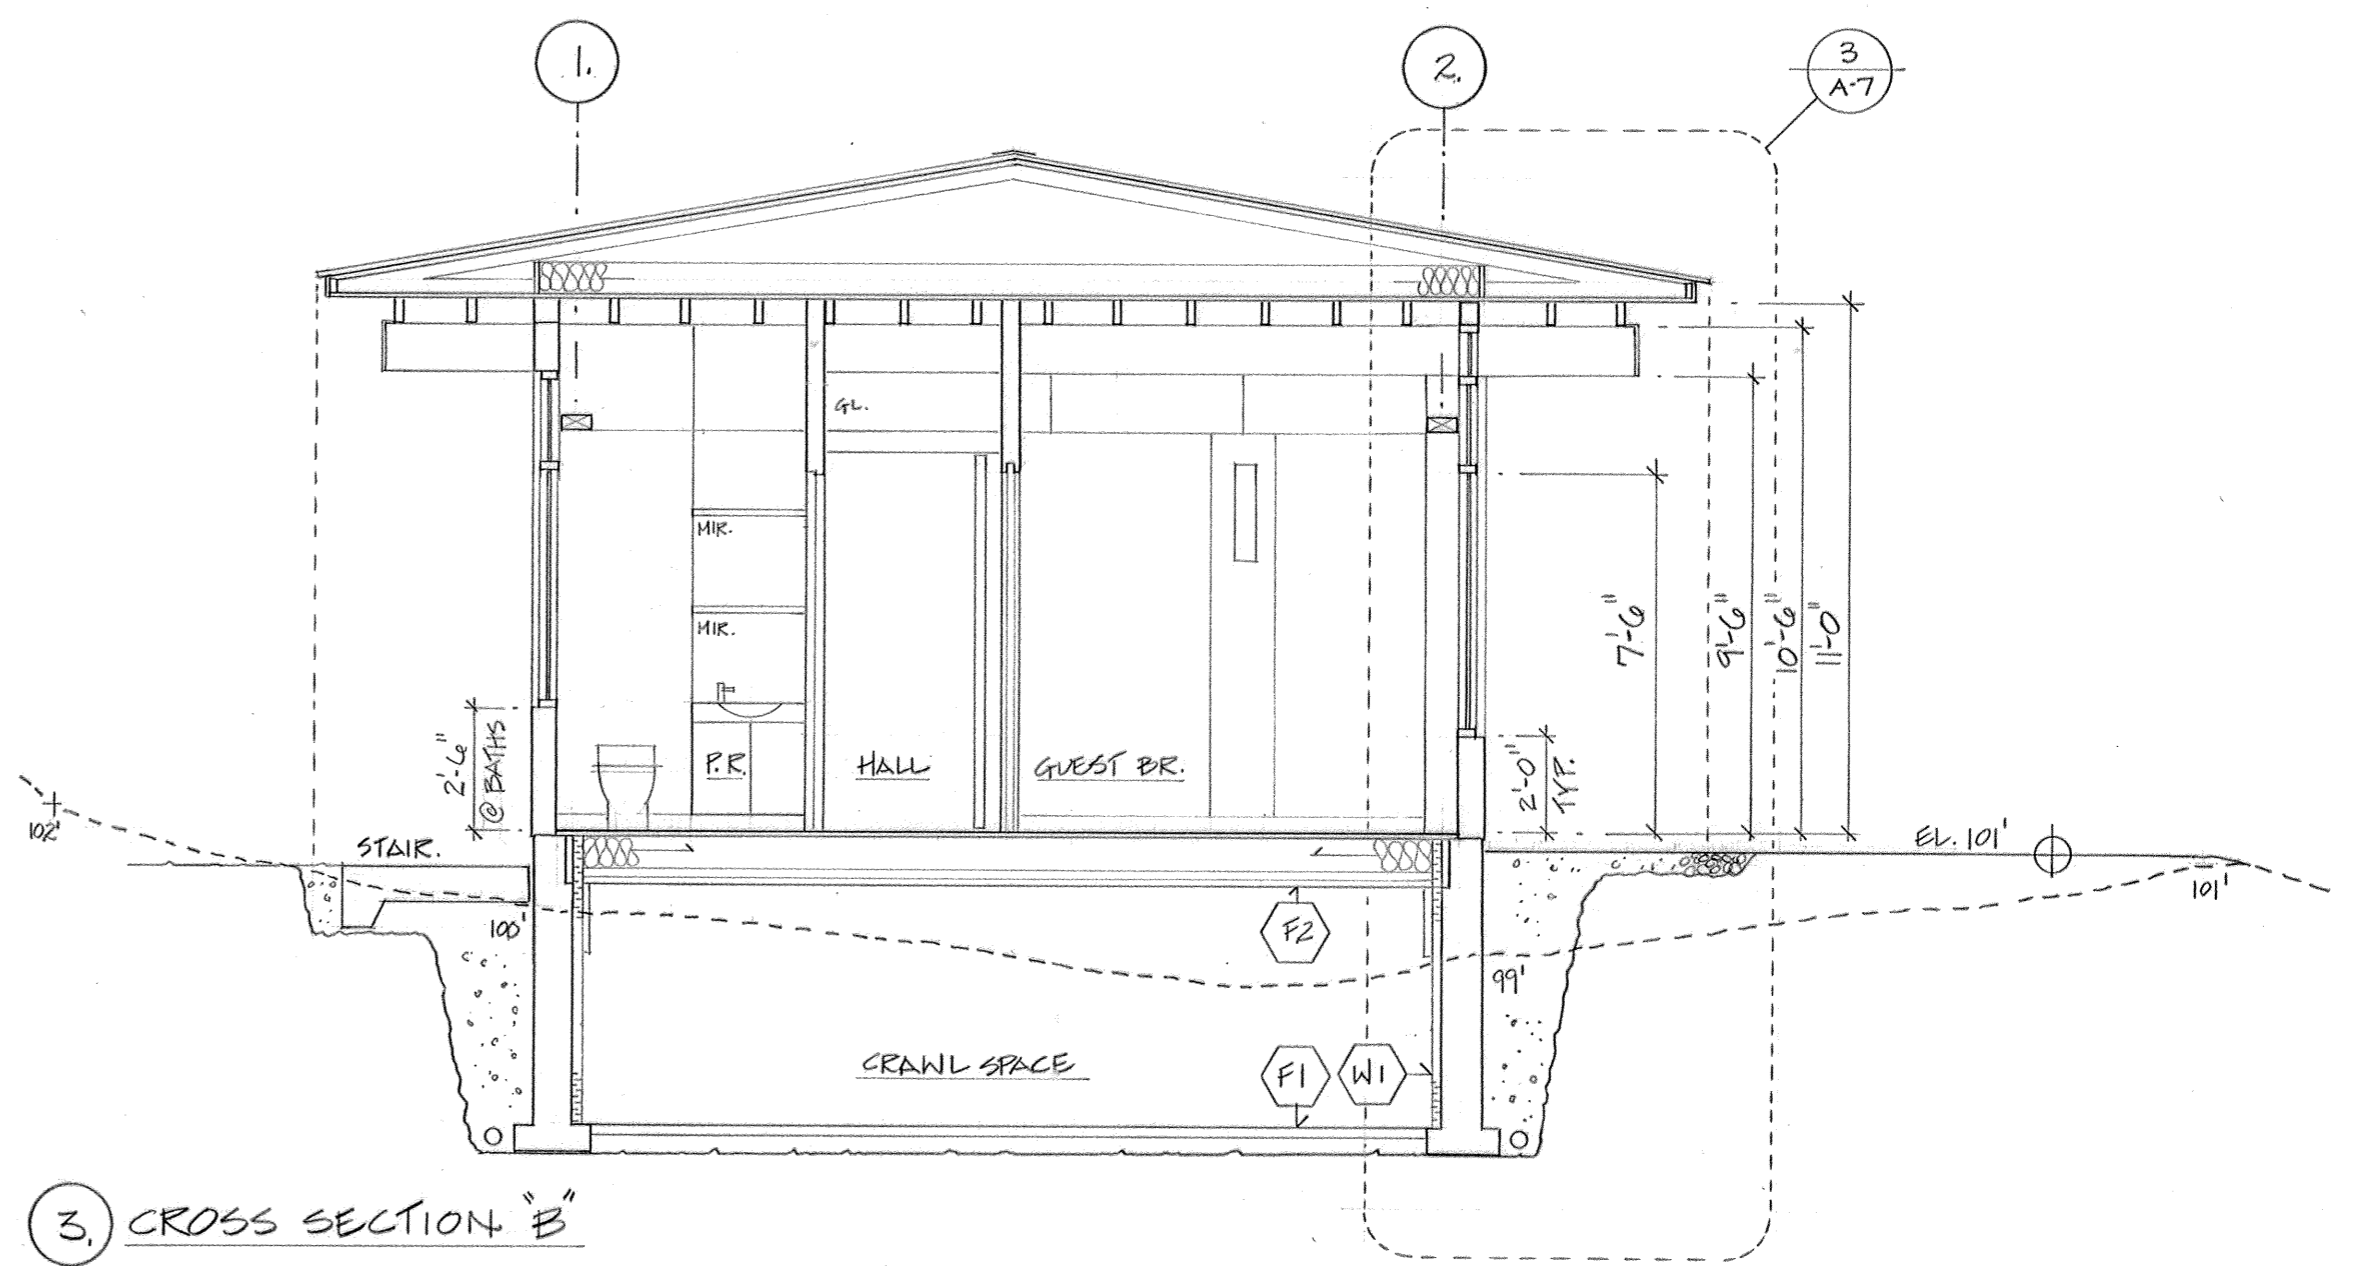 1.
2.
3
A-7
GL.
MIR.
MIR.
P.R.
HALL
GUEST BR.
2'-6"
@ BATHS
2'-0"
TYP.
7'-6"
9'-6"
10'-6"
11'-0"
102'
STAIR.
EL. 101'
101'
100'
99'
F2
CRAWL SPACE
F1
W1
3. CROSS SECTION "B"